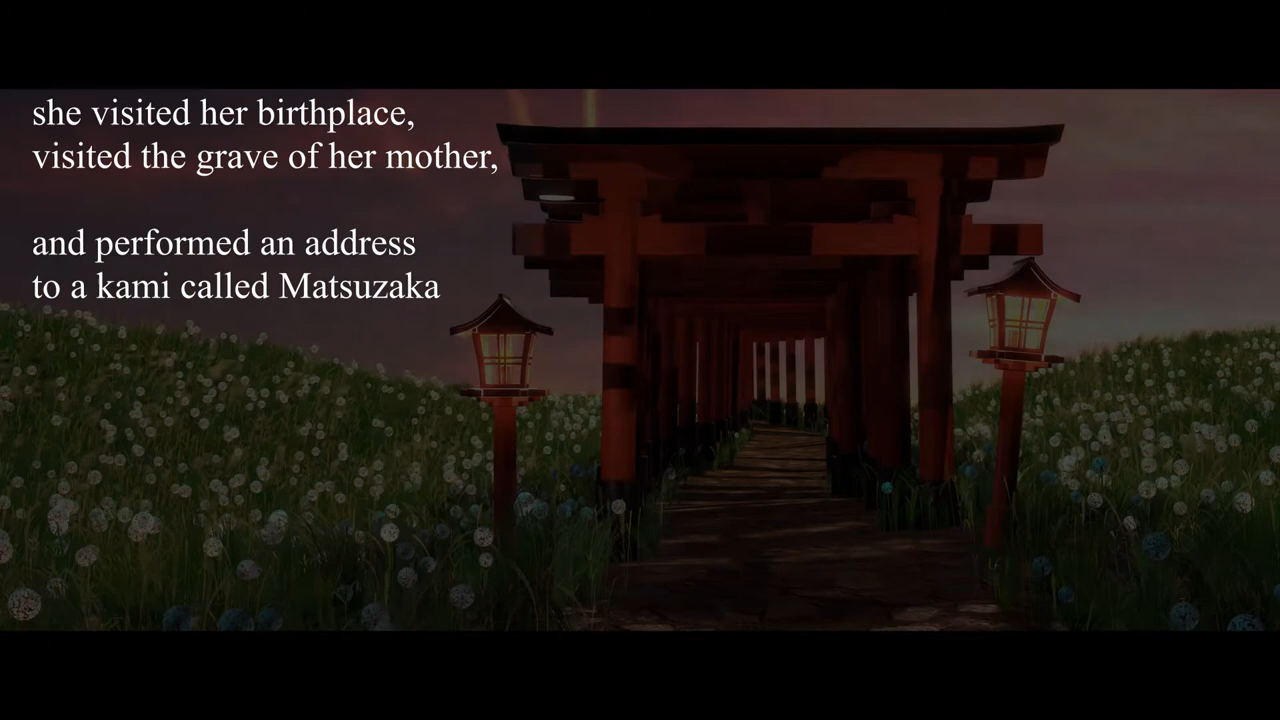 she visited her birthplace,
visited the grave of her mother,
and performed an address
to a kami called Matsuzaka